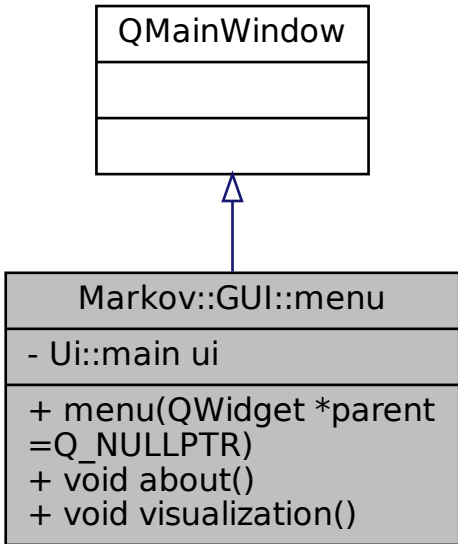 QMainWindow
Markov::GUI::menu
- Ui::main ui
+ menu(QWidget *parent
=Q_NULLPTR)
+ void about()
+ void visualization()